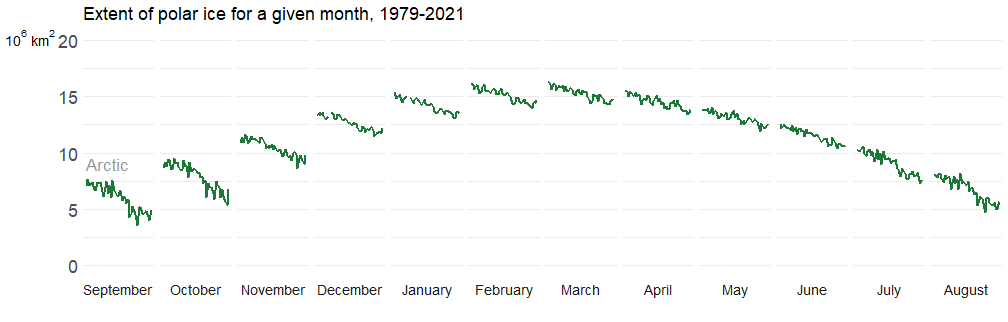 Extent of polar ice for a given month, 1979-2021
10⁶ km² 20
15
10
Arctic
5
0
September October November December January February March April May June July August